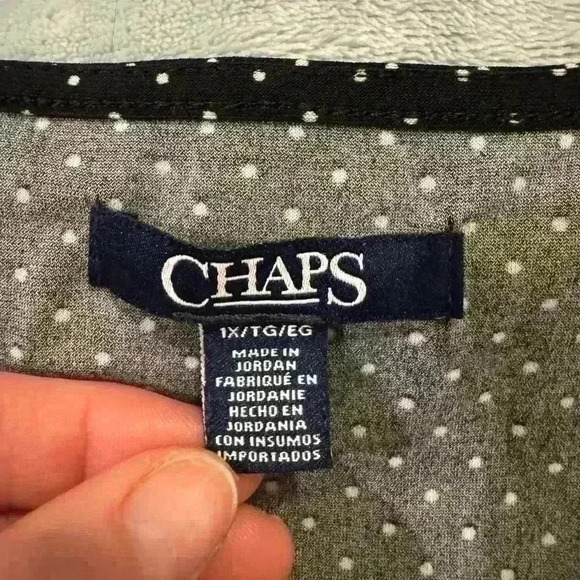 CHAPS
1X/TG/EG
MADE IN
JORDAN
FABRIQUÉ EN
JORDANIE
HECHO EN
JORDANIA
CON INSUMOS
IMPORTADOS